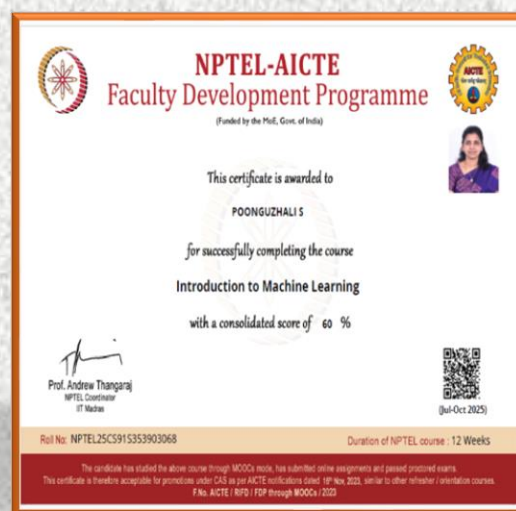 NPTEL-AICTE
Faculty Development Programme
(Funded by the MoE, Govt. of India)
AICTE
This certificate is awarded to
POONGUZHALI S
for successfully completing the course
Introduction to Machine Learning
with a consolidated score of 60 %
Prof. Andrew Thangaraj
NPTEL Coordinator
IIT Madras
(Jul-Oct 2025)
Roll No: NPTEL25CS91S353903068 Duration of NPTEL course : 12 Weeks
The candidate has studied the above course through MOOCs mode, has submitted online assignments and passed proctored exams.
This certificate is therefore acceptable for promotions under CAS as per AICTE notifications dated 16th Nov, 2023, similar to other refresher / orientation courses.
F.No. AICTE / RIFD / FDP through MOOCs / 2023